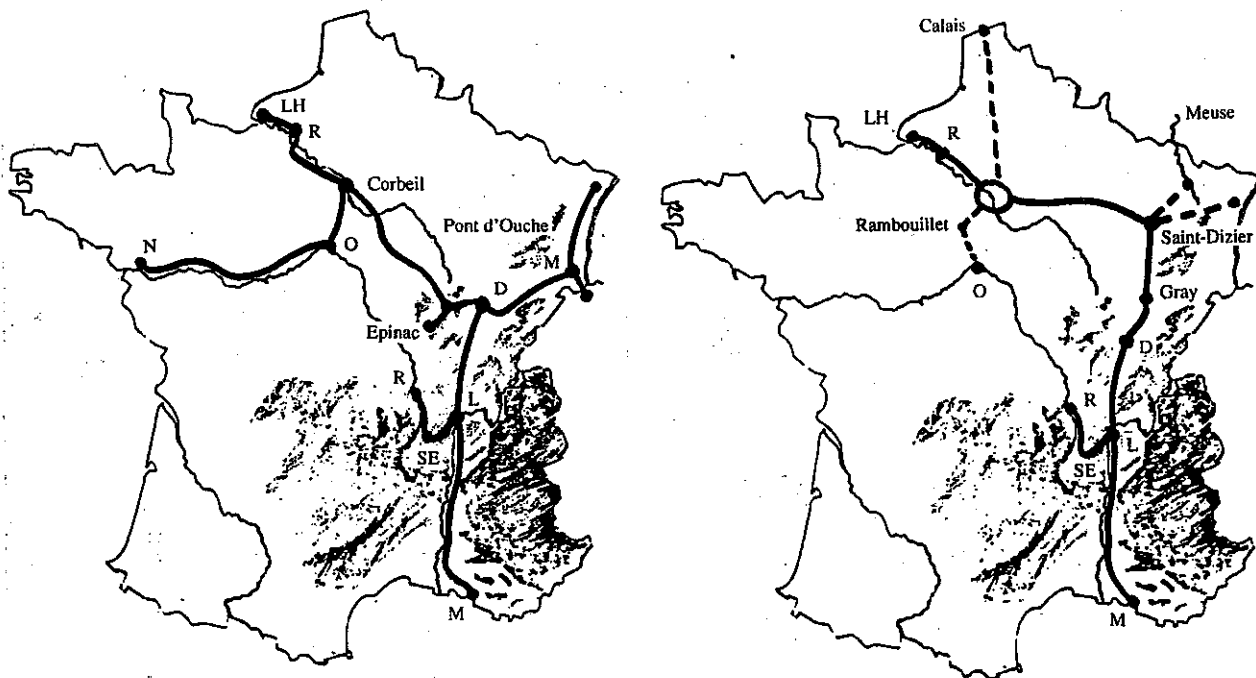 LH
R
Corbeil
Pont d'Ouche
N
O
M
D
Epinac
R
L
SE
M
Calais
Meuse
LH
R
Rambouillet
Saint-Dizier
O
Gray
D
R
L
SE
M